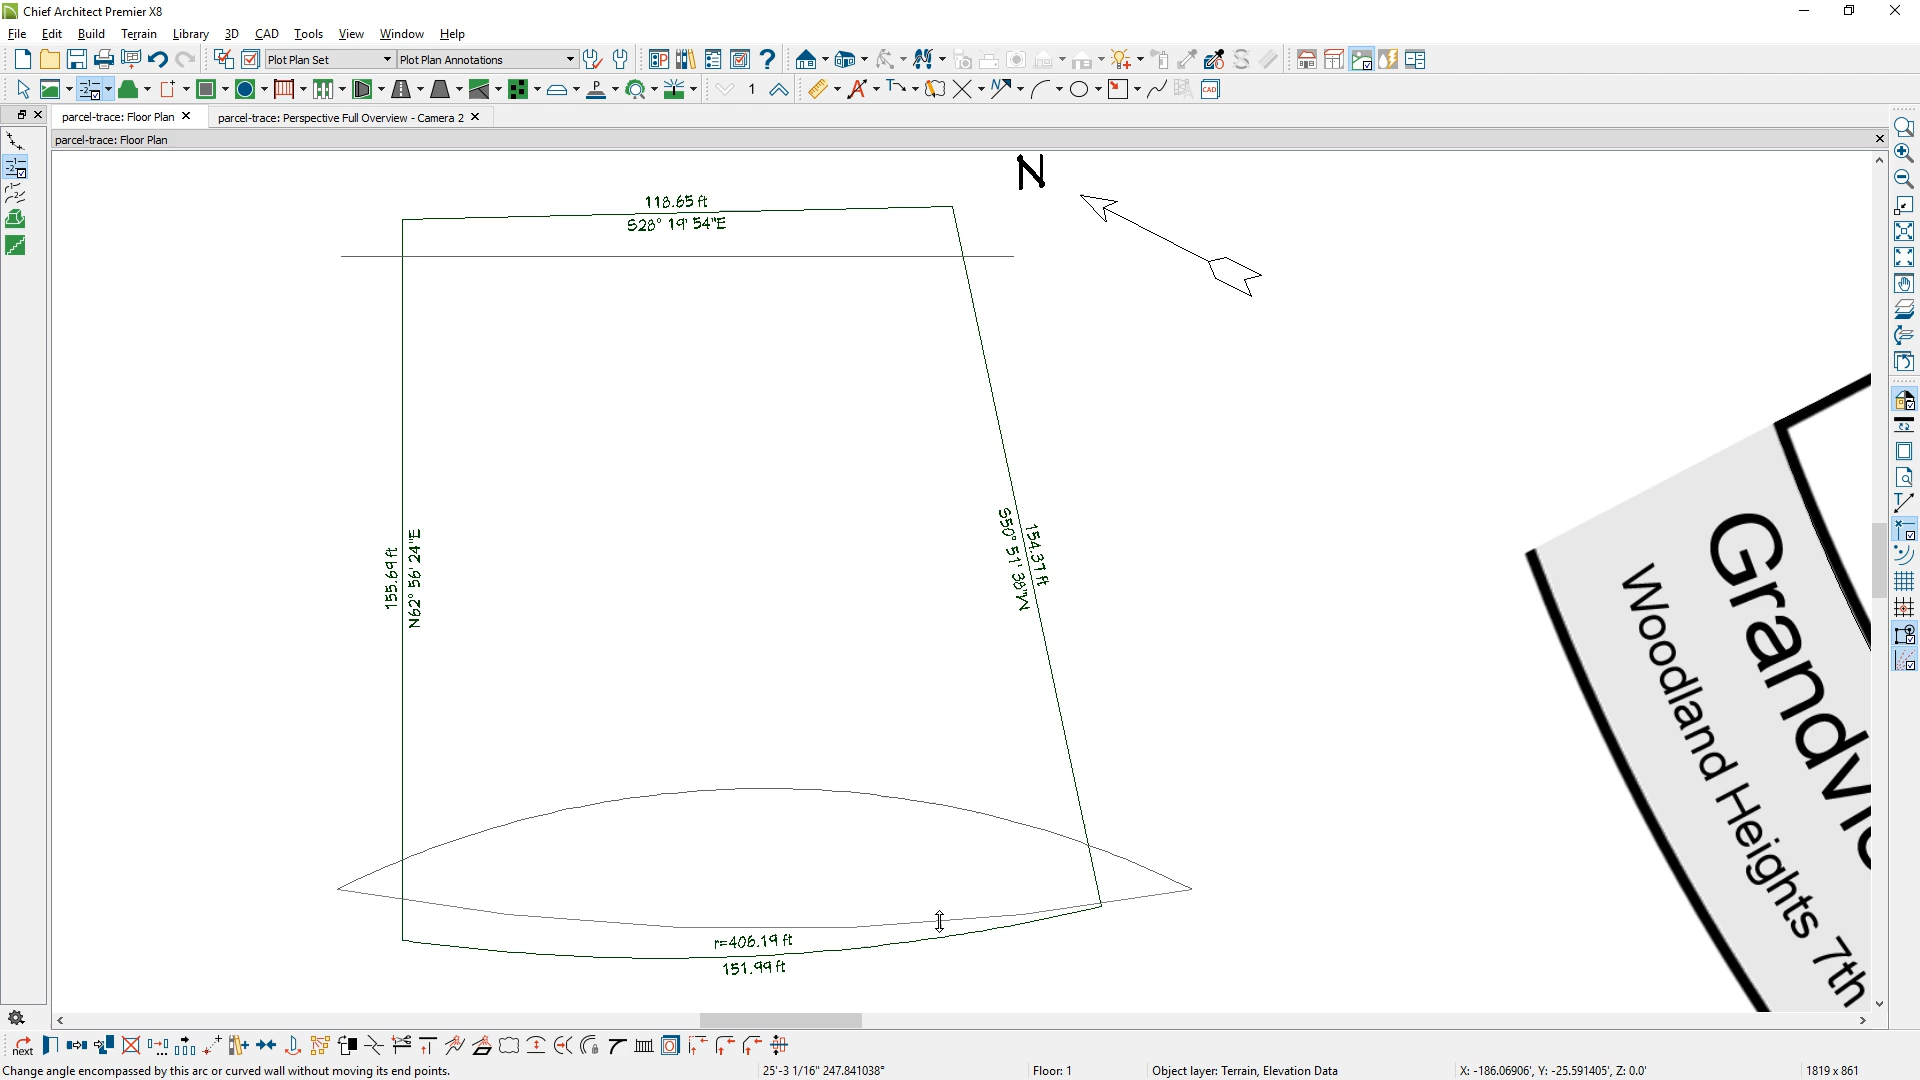 Chief Architect Premier X8
File Edit Build Terrain Library 3D CAD Tools View Window Help
Plot Plan Set Plot Plan Annotations
1
CAD
parcel-trace: Floor Plan parcel-trace: Perspective Full Overview - Camera 2
parcel-trace: Floor Plan
N
118.65 ft
S28° 19' 54"E
155.69 ft
N62° 56' 24"E
154.37 ft
S50° 51' 38"W
r=406.19 ft
151.99 ft
Woodland Heights 7th
next
Change angle encompassed by this arc or curved wall without moving its end points. 25'-3 1/16" 247.841038° Floor: 1 Object layer: Terrain, Elevation Data X: -186.06906', Y: -25.591405', Z: 0.0' 1819 x 861